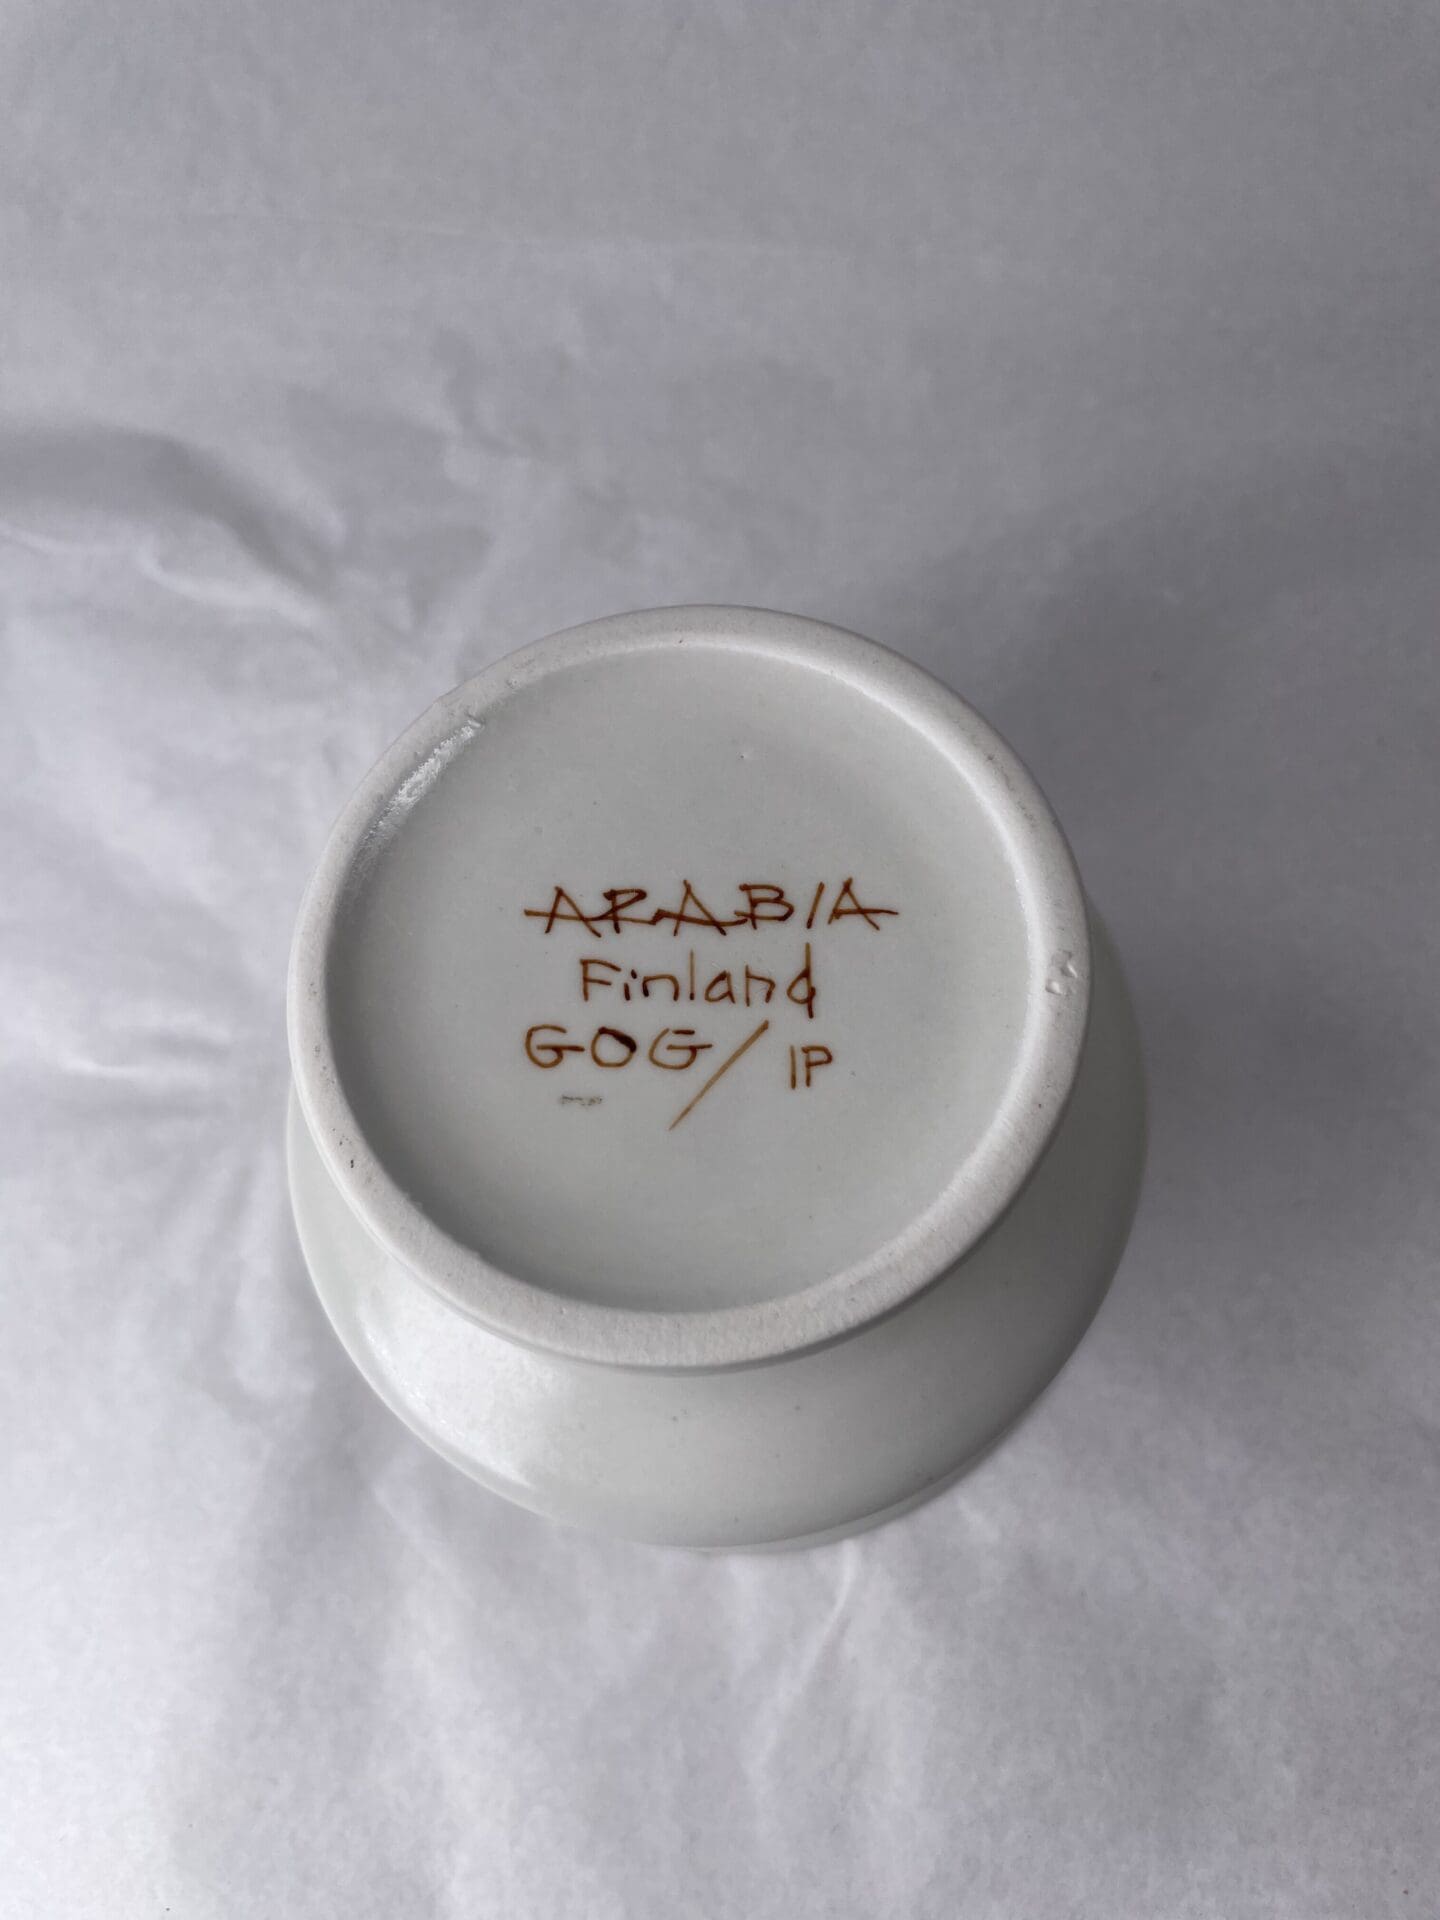 ARABIA
Finland
GOG / IP